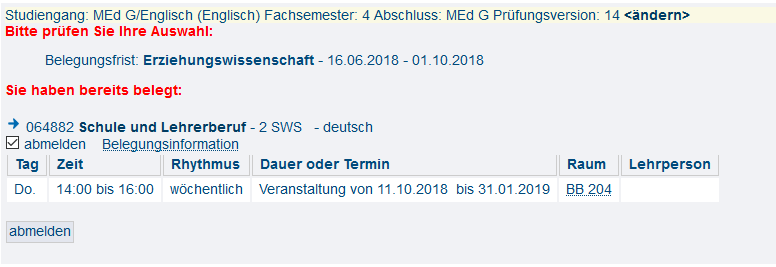 Studiengang: MEd G/Englisch (Englisch) Fachsemester: 4 Abschluss: MEd G Prüfungsversion: 14 <ändern>
Bitte prüfen Sie Ihre Auswahl:
Belegungsfrist: Erziehungswissenschaft - 16.06.2018 - 01.10.2018
Sie haben bereits belegt:
064882 Schule und Lehrerberuf - 2 SWS - deutsch
abmelden Belegungsinformation
Tag Zeit Rhythmus Dauer oder Termin Raum Lehrperson
Do. 14:00 bis 16:00 wöchentlich Veranstaltung von 11.10.2018 bis 31.01.2019 BB 204
abmelden